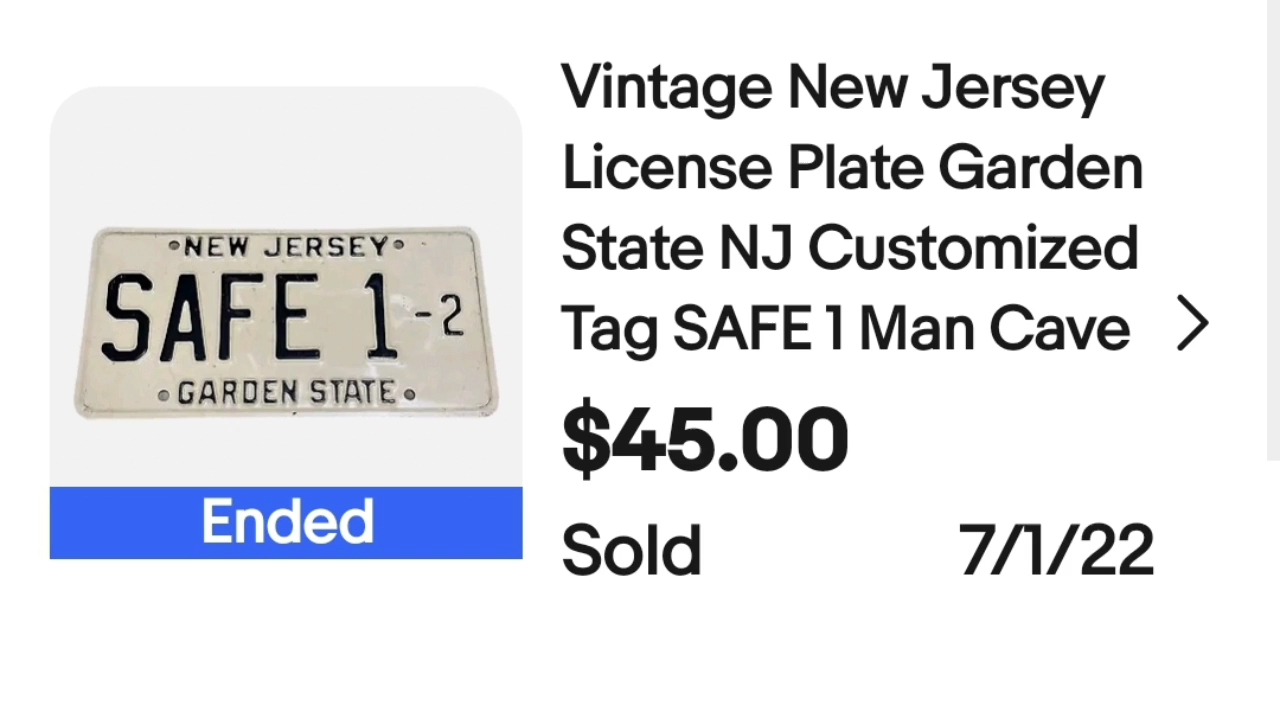 NEW JERSEY
SAFE 1-2
GARDEN STATE
Ended
Vintage New Jersey
License Plate Garden
State NJ Customized
Tag SAFE 1 Man Cave
$45.00
Sold 7/1/22